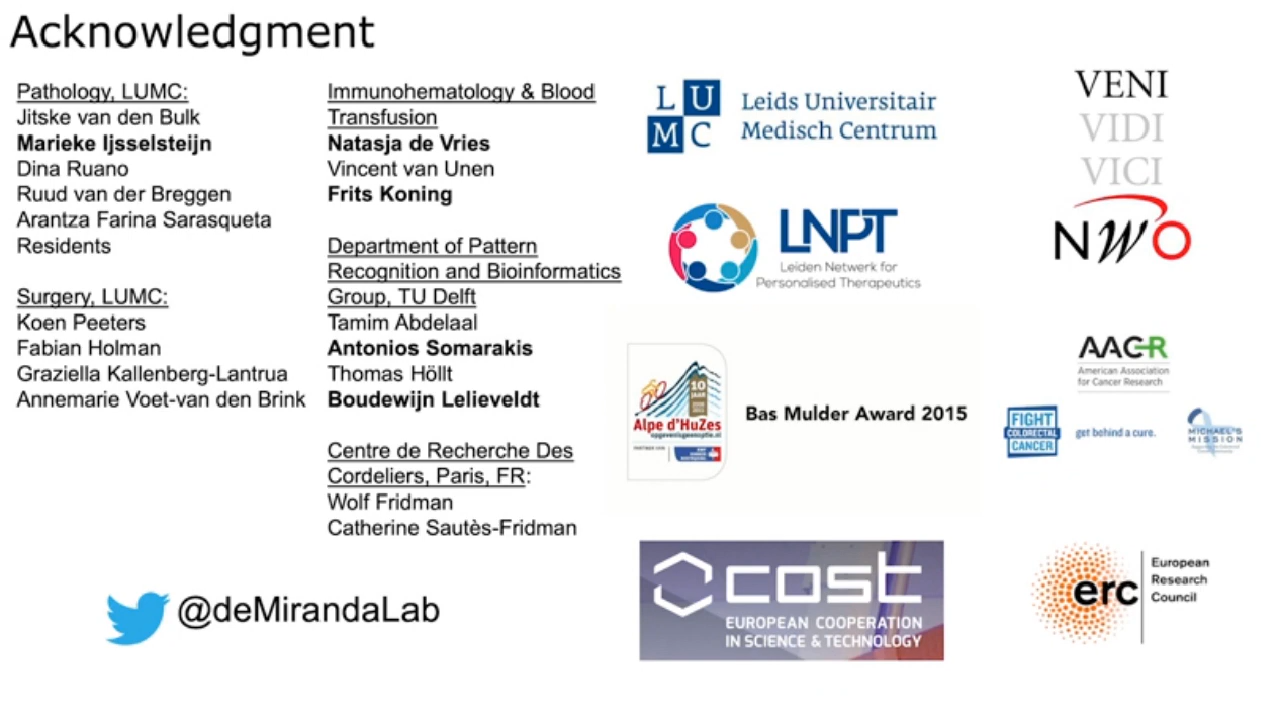 Acknowledgment
Pathology, LUMC:
Jitske van den Bulk
Marieke Ijsselsteijn
Dina Ruano
Ruud van der Breggen
Arantza Farina Sarasqueta
Residents
Surgery, LUMC:
Koen Peeters
Fabian Holman
Graziella Kallenberg-Lantrua
Annemarie Voet-van den Brink
@deMirandaLab
Immunohematology & Blood
Transfusion
Natasja de Vries
Vincent van Unen
Frits Koning
Department of Pattern
Recognition and Bioinformatics
Group, TU Delft
Tamim Abdelaal
Antonios Somarakis
Thomas Höllt
Boudewijn Lelieveldt
Centre de Recherche Des
Cordeliers, Paris, FR:
Wolf Fridman
Catherine Sautès-Fridman
L U
M C
Leids Universitair
Medisch Centrum
LNPT
Leiden Netwerk for
Personalised Therapeutics
10
JAAR
Alpe d'HuZes
opgevenisgeenoptie.nl
Bas Mulder Award 2015
cost
EUROPEAN COOPERATION
IN SCIENCE & TECHNOLOGY
VENI
VIDI
VICI
NWO
AACR
American Association
for Cancer Research
FIGHT
COLORECTAL
CANCER
get behind a cure.
MICHAEL'S
MISSION
erc
European
Research
Council